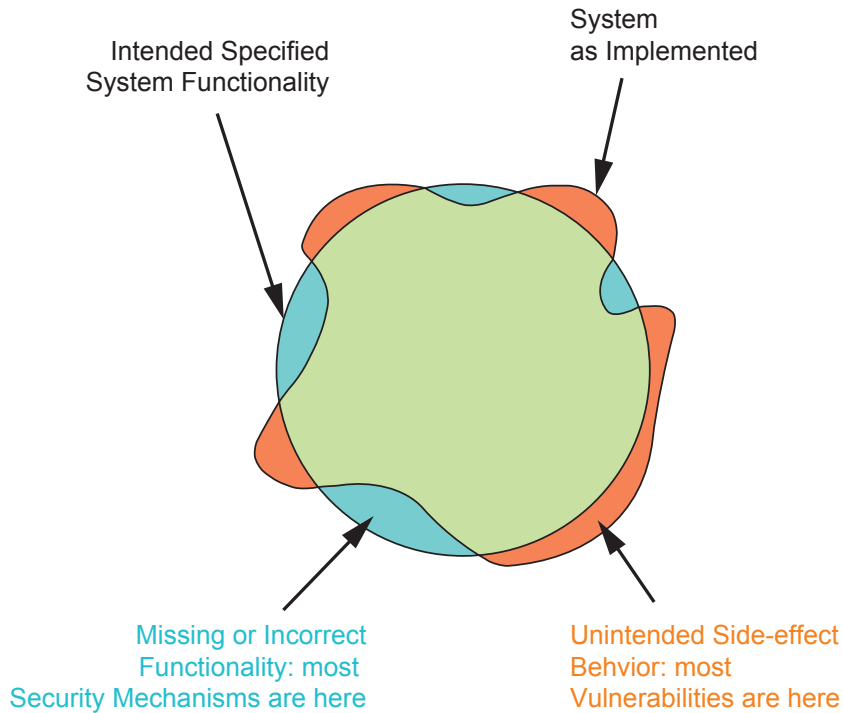 Intended Specified
System Functionality
System
as Implemented
Missing or Incorrect
Functionality: most
Security Mechanisms are here
Unintended Side-effect
Behvior: most
Vulnerabilities are here